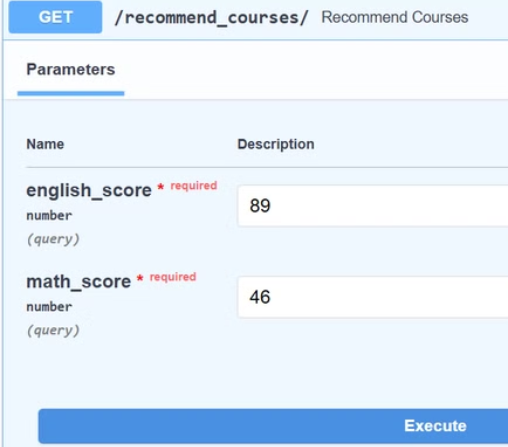 GET /recommend_courses/ Recommend Courses
Parameters
Name Description
english_score * required
number
(query)
89
math_score * required
number
(query)
46
Execute